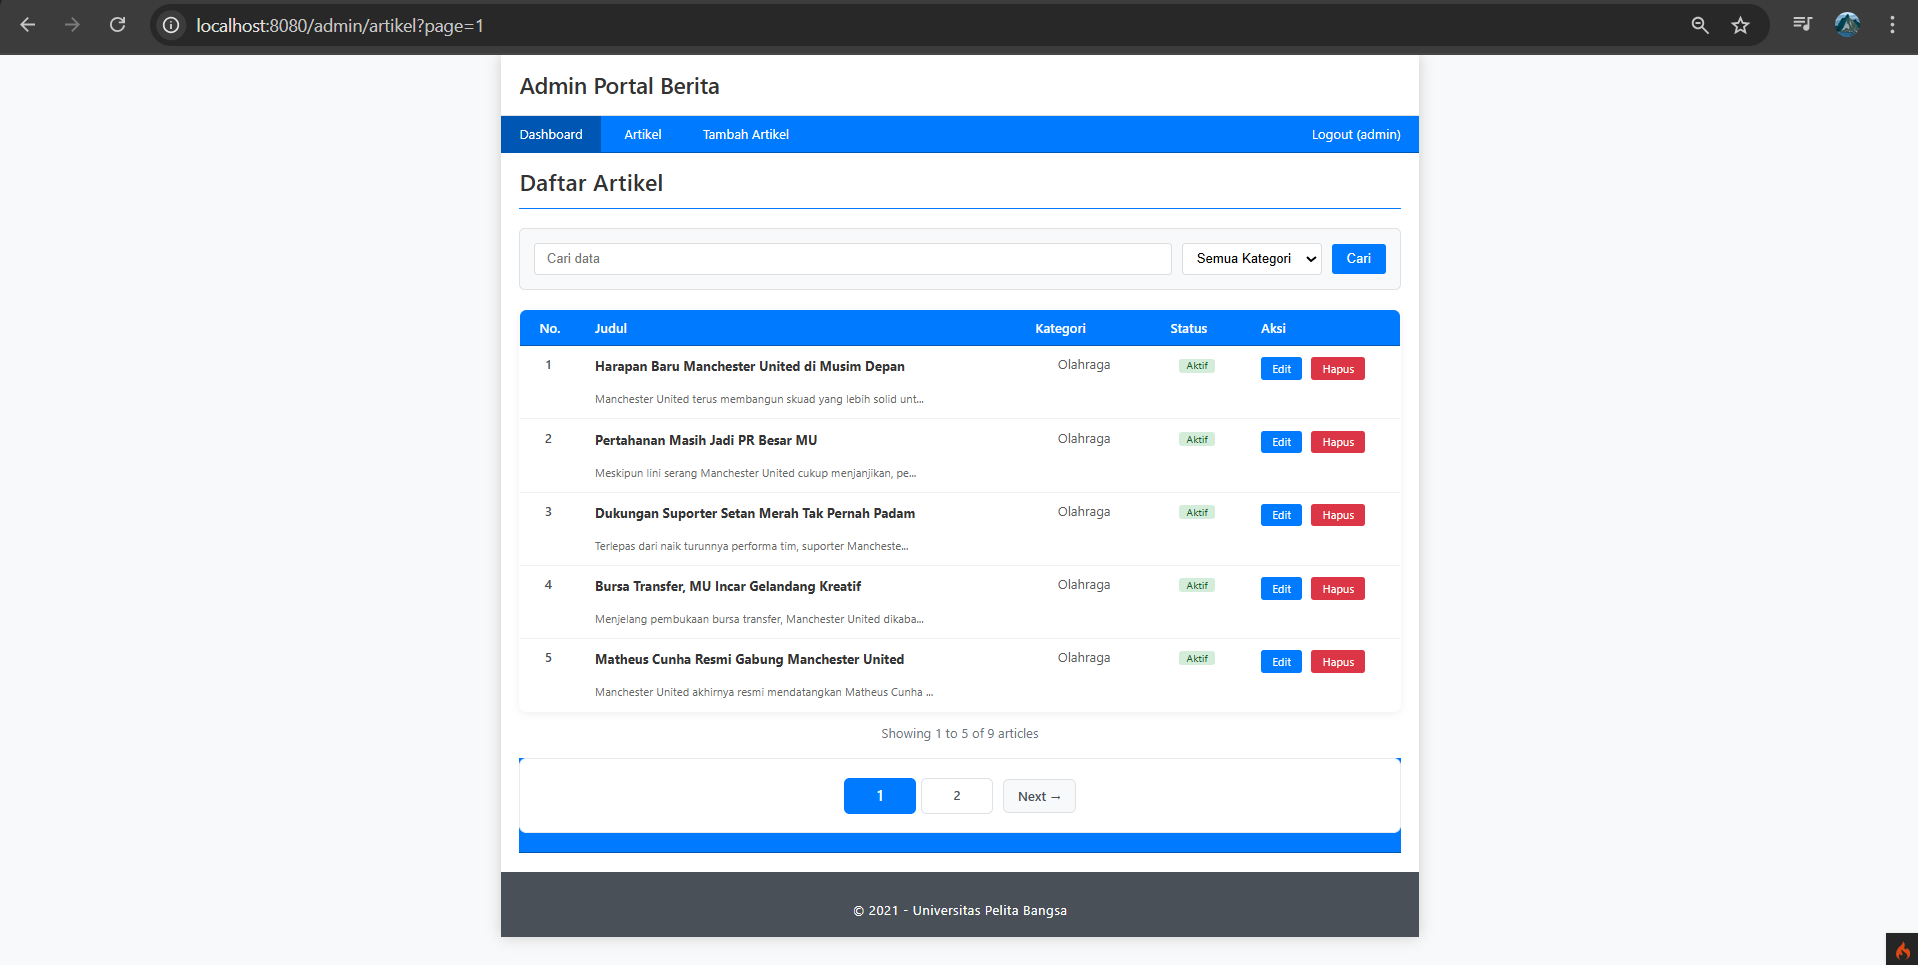 localhost:8080/admin/artikel?page=1
Admin Portal Berita
Dashboard Artikel Tambah Artikel Logout (admin)
Daftar Artikel
Cari data Semua Kategori Cari
No. Judul Kategori Status Aksi
1 Harapan Baru Manchester United di Musim Depan Olahraga Aktif Edit Hapus
Manchester United terus membangun skuad yang lebih solid unt...
2 Pertahanan Masih Jadi PR Besar MU Olahraga Aktif Edit Hapus
Meskipun lini serang Manchester United cukup menjanjikan, pe...
3 Dukungan Suporter Setan Merah Tak Pernah Padam Olahraga Aktif Edit Hapus
Terlepas dari naik turunnya performa tim, suporter Mancheste...
4 Bursa Transfer, MU Incar Gelandang Kreatif Olahraga Aktif Edit Hapus
Menjelang pembukaan bursa transfer, Manchester United dikaba...
5 Matheus Cunha Resmi Gabung Manchester United Olahraga Aktif Edit Hapus
Manchester United akhirnya resmi mendatangkan Matheus Cunha ...
Showing 1 to 5 of 9 articles
1 2 Next →
© 2021 - Universitas Pelita Bangsa